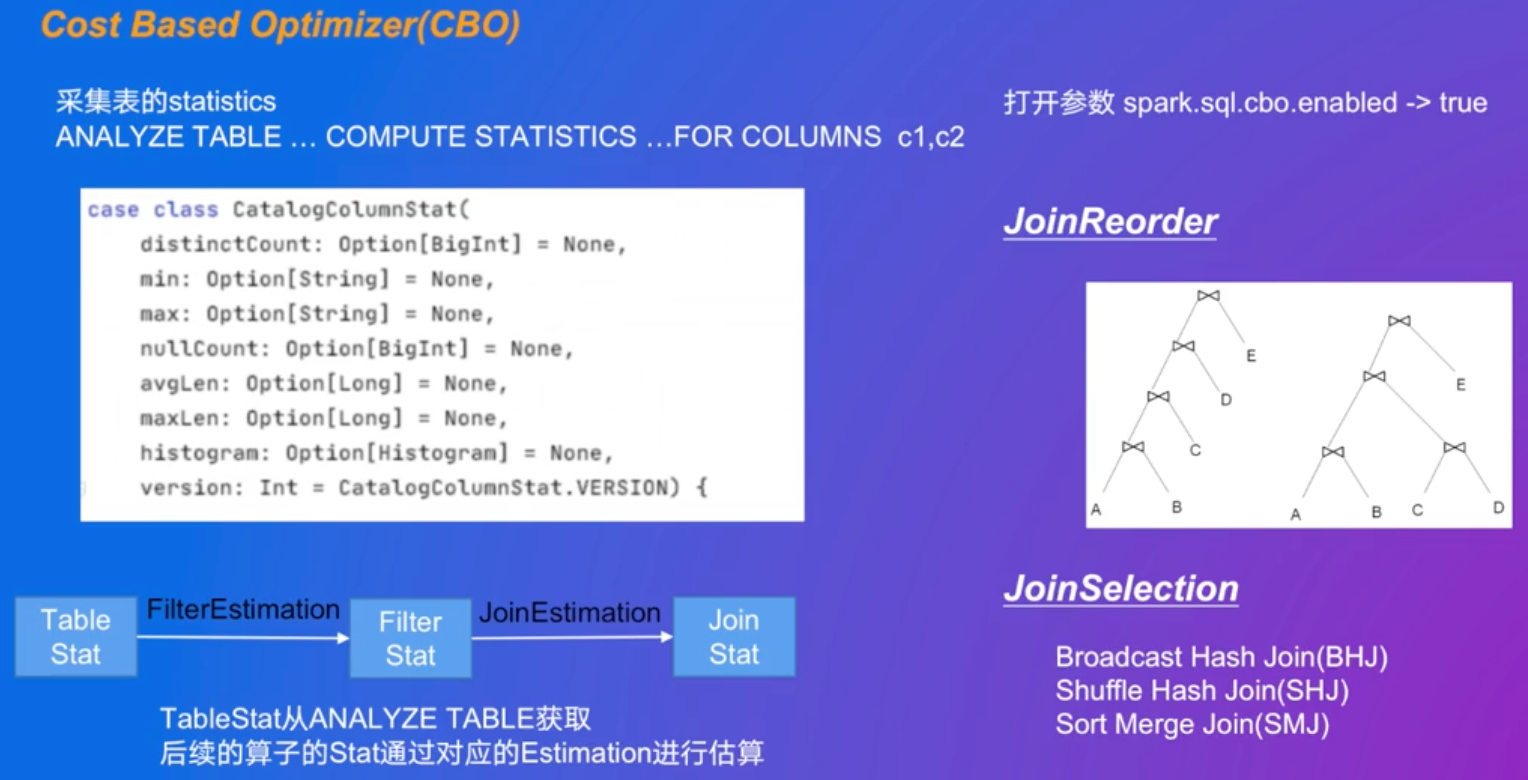 Cost Based Optimizer(CBO)
采集表的statistics
ANALYZE TABLE … COMPUTE STATISTICS …FOR COLUMNS c1,c2
case class CatalogColumnStat(
distinctCount: Option[BigInt] = None,
min: Option[String] = None,
max: Option[String] = None,
nullCount: Option[BigInt] = None,
avgLen: Option[Long] = None,
maxLen: Option[Long] = None,
histogram: Option[Histogram] = None,
version: Int = CatalogColumnStat.VERSION) {
Table
Stat
FilterEstimation
Filter
Stat
JoinEstimation
Join
Stat
TableStat从ANALYZE TABLE获取
后续的算子的Stat通过对应的Estimation进行估算
打开参数 spark.sql.cbo.enabled -> true
JoinReorder
E
D
C
A
B
E
A
B
C
D
JoinSelection
Broadcast Hash Join(BHJ)
Shuffle Hash Join(SHJ)
Sort Merge Join(SMJ)